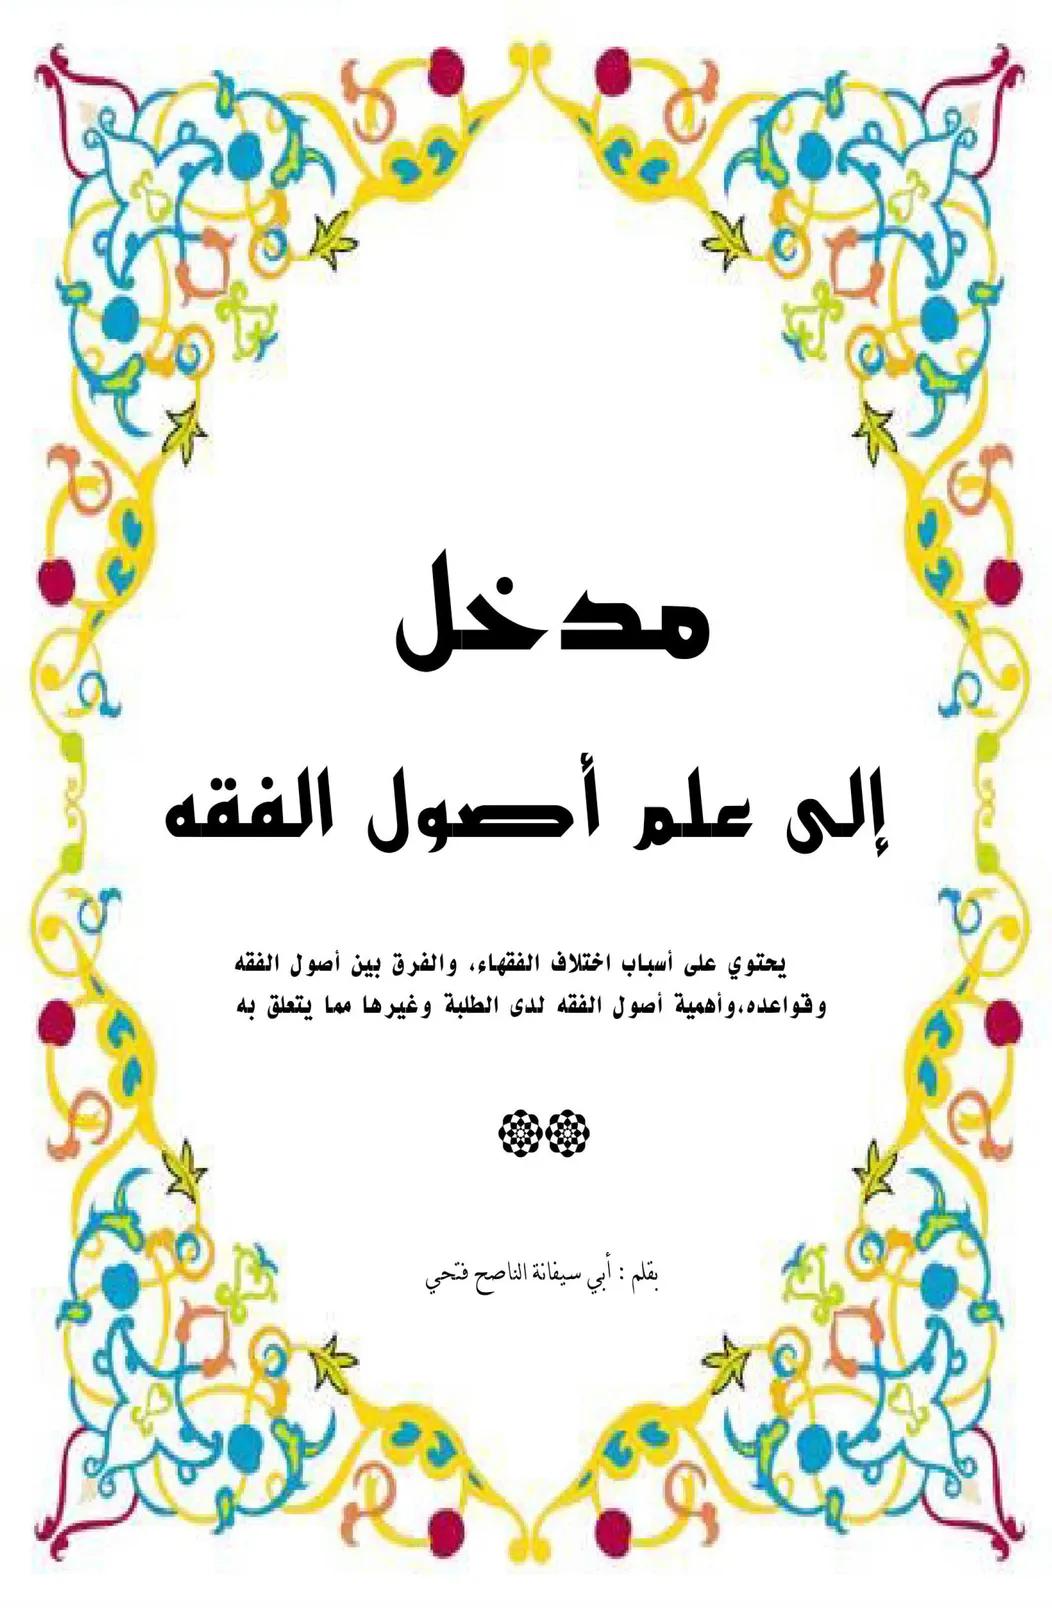 مدخل
إلى علم أصول الفقه
يحتوي على أسباب اختلاف الفقهاء، والفرق بين أصول الفقه
وقواعده،وأهمية أصول الفقه لدى الطلبة وغيرها مما يتعلق به
بقلم : أبي سيفانة الناصح فتحي